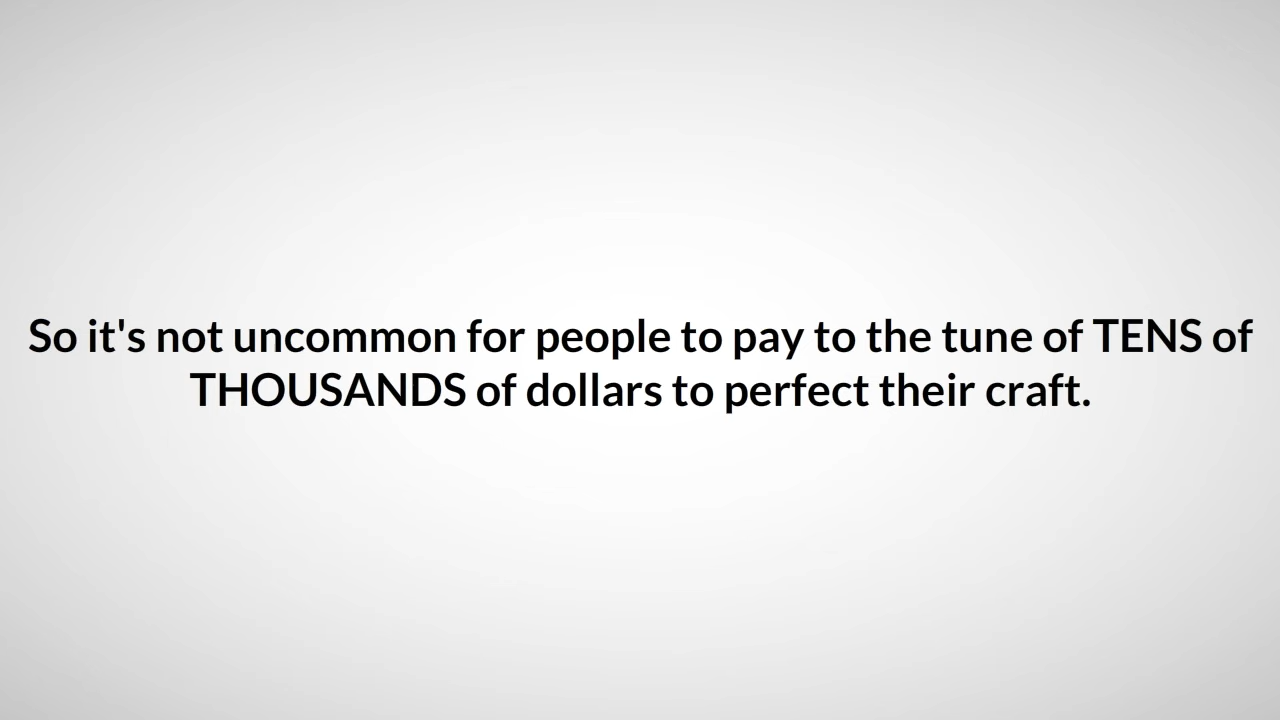 So it's not uncommon for people to pay to the tune of TENS of
THOUSANDS of dollars to perfect their craft.